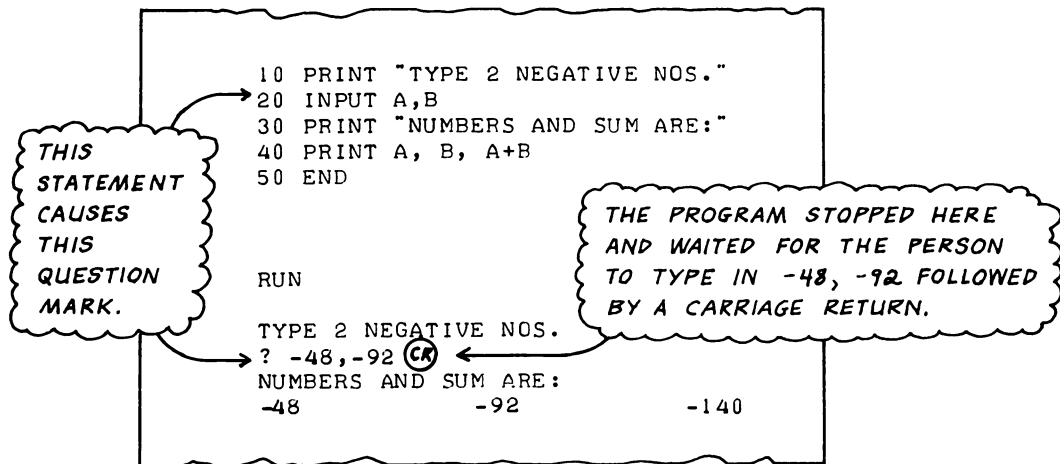 10 PRINT "TYPE 2 NEGATIVE NOS."
20 INPUT A,B
30 PRINT "NUMBERS AND SUM ARE:"
40 PRINT A, B, A+B
50 END
THIS
STATEMENT
CAUSES
THIS
QUESTION
MARK.
THE PROGRAM STOPPED HERE
AND WAITED FOR THE PERSON
TO TYPE IN -48, -92 FOLLOWED
BY A CARRIAGE RETURN.
RUN
TYPE 2 NEGATIVE NOS.
? -48,-92 CR
NUMBERS AND SUM ARE:
-48 -92 -140